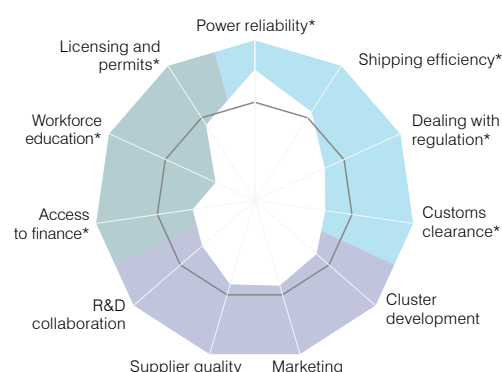 Power reliability*
Licensing and
permits*
Shipping efficiency*
Workforce
education*
Dealing with
regulation*
Access
to finance*
Customs
clearance*
R&D
collaboration
Cluster
development
Supplier quality
Marketing